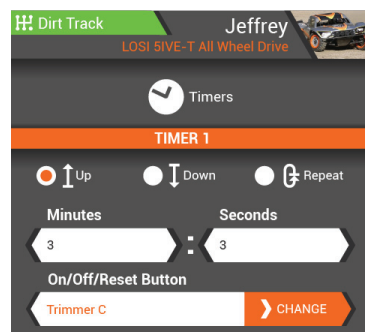 Dirt Track
Jeffrey
LOSI 5IVE-T All Wheel Drive
Timers
TIMER 1
Up Down Repeat
Minutes Seconds
3 : 3
On/Off/Reset Button
Trimmer C CHANGE